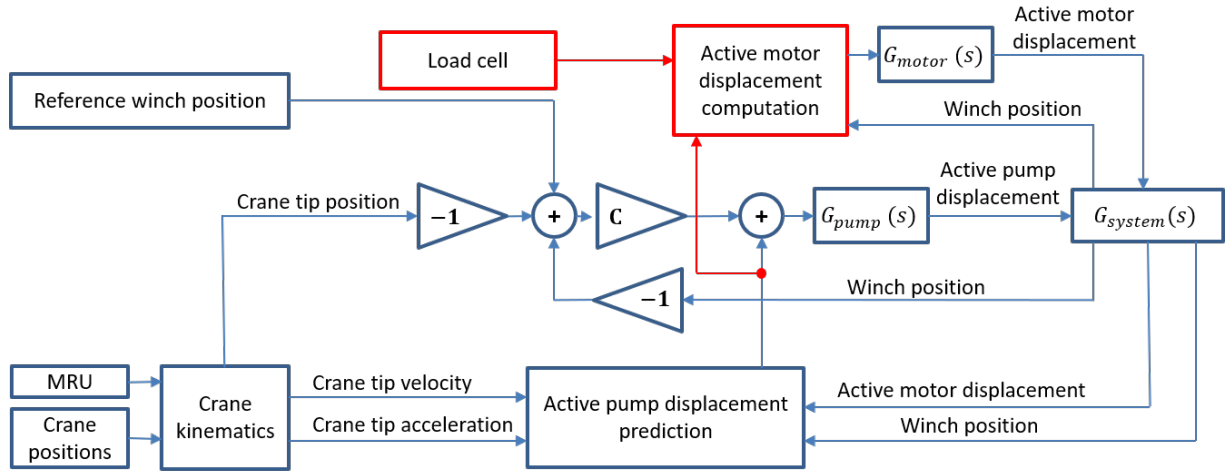 Active motor
displacement
Load cell
Active motor
displacement
computation
G_motor (s)
Reference winch position
Winch position
Active pump
displacement
Crane tip position
−1
+
C
+
G_pump (s)
G_system(s)
−1
Winch position
MRU
Crane
positions
Crane
kinematics
Crane tip velocity
Crane tip acceleration
Active pump displacement
prediction
Active motor displacement
Winch position